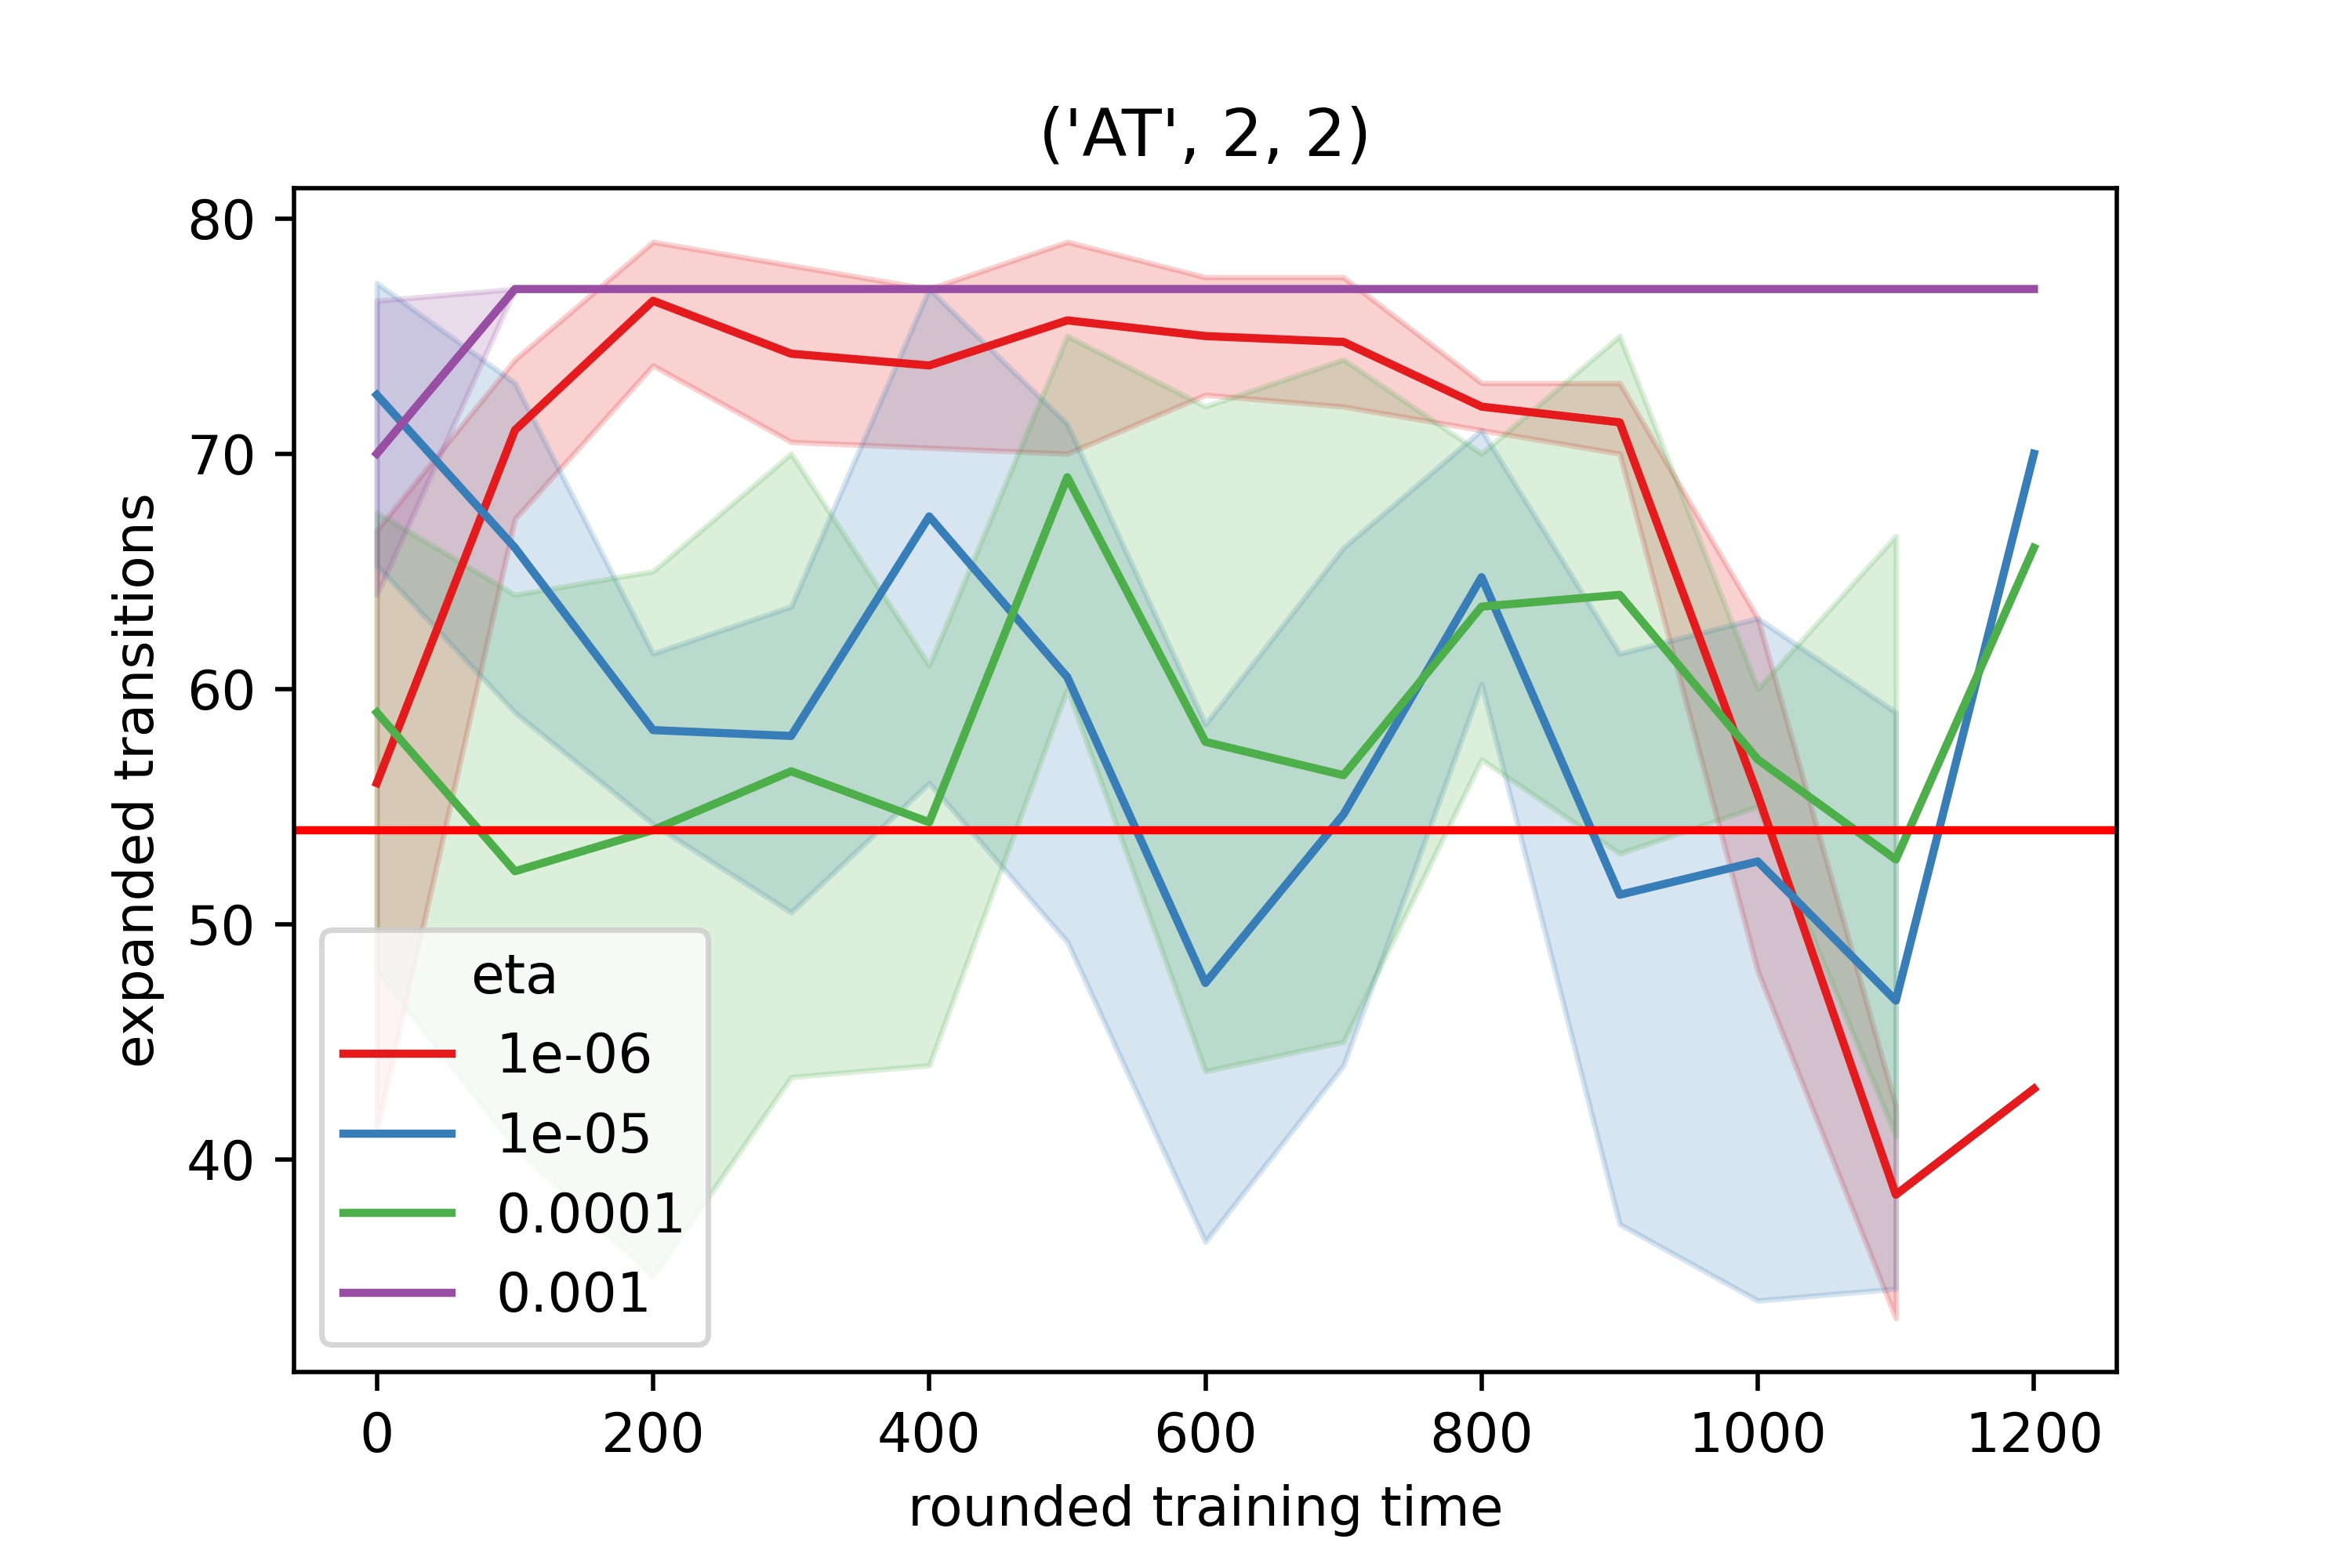 ('AT', 2, 2)
expanded transitions
80
70
60
50
40
eta
1e-06
1e-05
0.0001
0.001
0 200 400 600 800 1000 1200
rounded training time